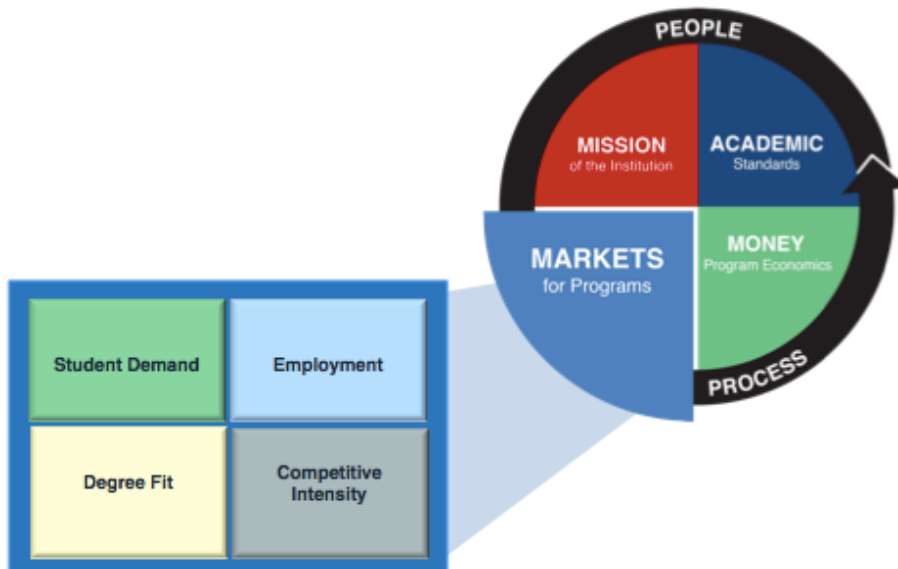 PEOPLE
MISSION
of the Institution
ACADEMIC
Standards
MARKETS
for Programs
MONEY
Program Economics
PROCESS
Student Demand
Employment
Degree Fit
Competitive
Intensity